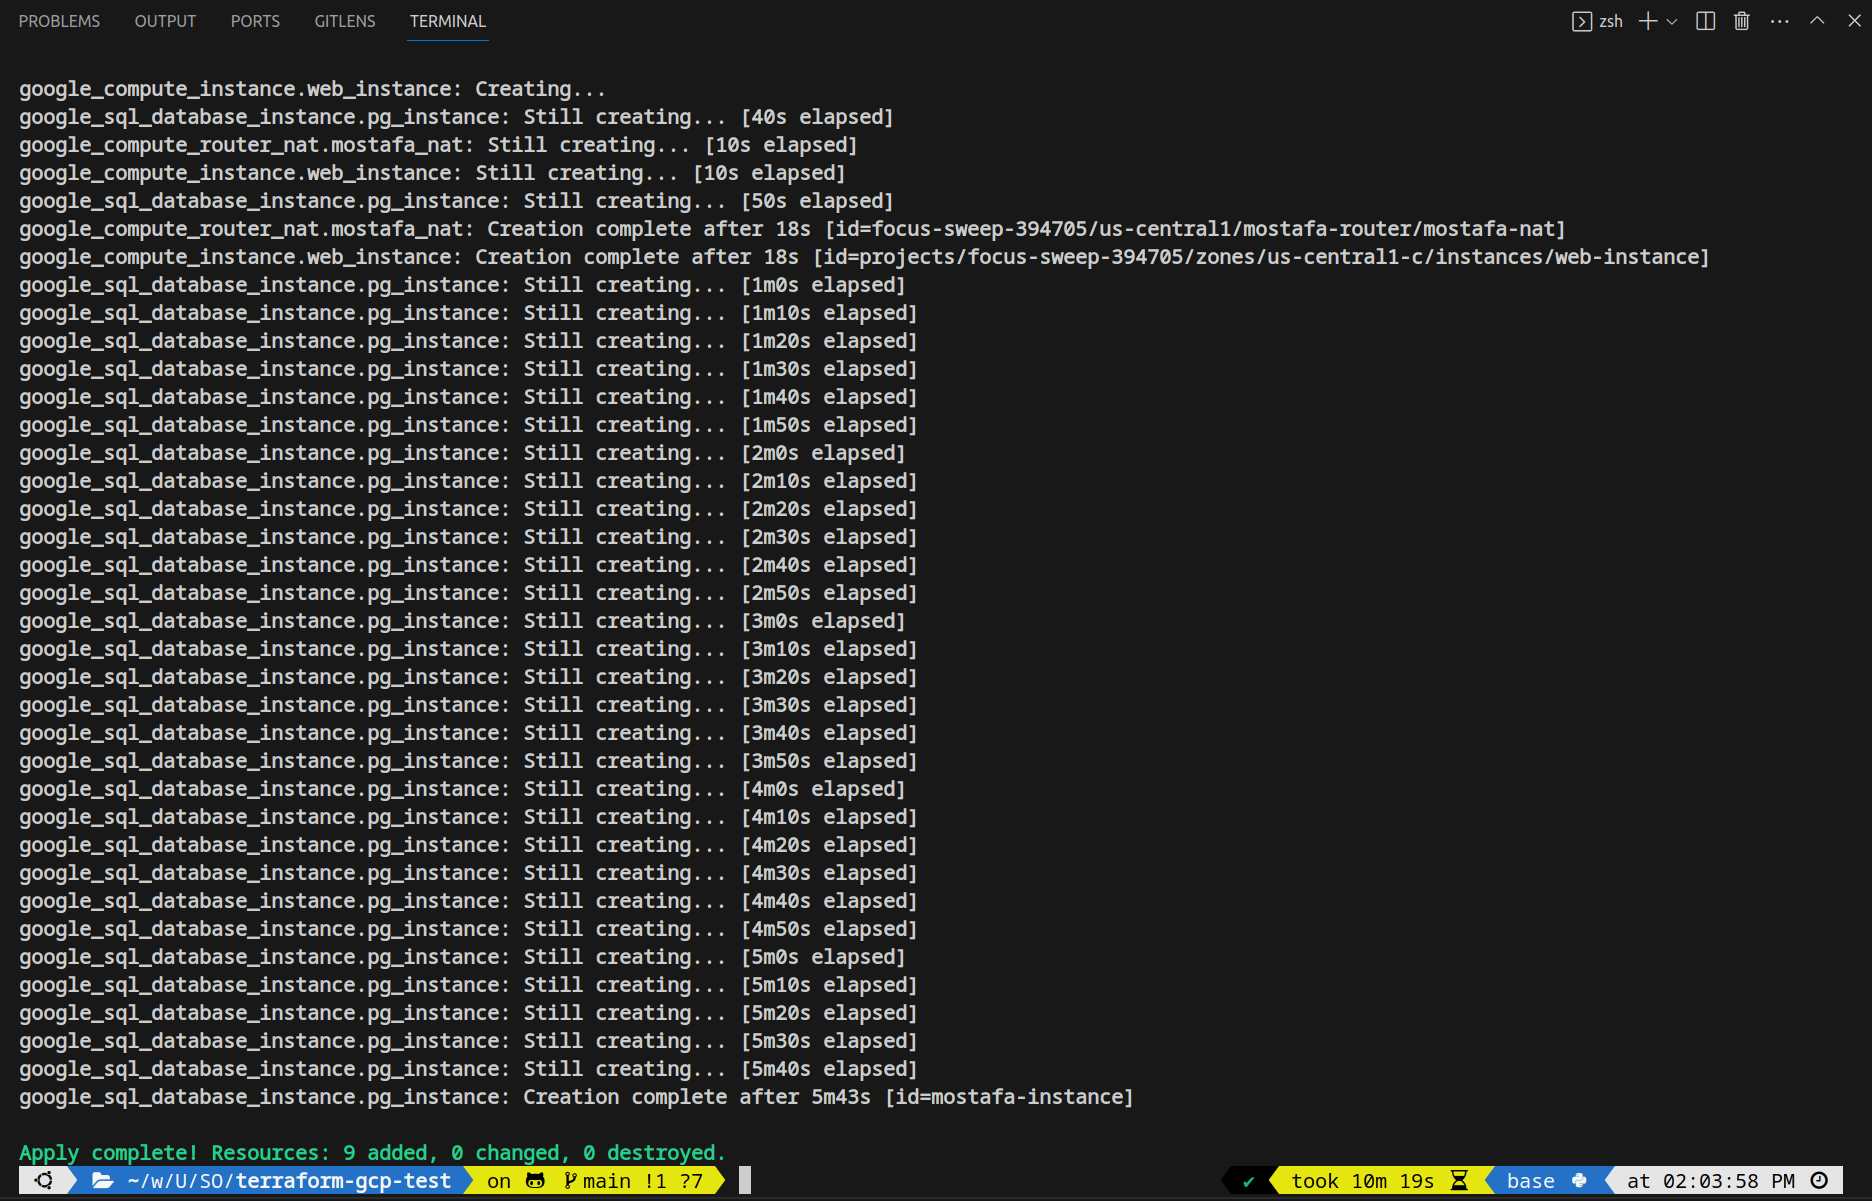 PROBLEMS OUTPUT PORTS GITLENS TERMINAL zsh
google_compute_instance.web_instance: Creating...
google_sql_database_instance.pg_instance: Still creating... [40s elapsed]
google_compute_router_nat.mostafa_nat: Still creating... [10s elapsed]
google_compute_instance.web_instance: Still creating... [10s elapsed]
google_sql_database_instance.pg_instance: Still creating... [50s elapsed]
google_compute_router_nat.mostafa_nat: Creation complete after 18s [id=focus-sweep-394705/us-central1/mostafa-router/mostafa-nat]
google_compute_instance.web_instance: Creation complete after 18s [id=projects/focus-sweep-394705/zones/us-central1-c/instances/web-instance]
google_sql_database_instance.pg_instance: Still creating... [1m0s elapsed]
google_sql_database_instance.pg_instance: Still creating... [1m10s elapsed]
google_sql_database_instance.pg_instance: Still creating... [1m20s elapsed]
google_sql_database_instance.pg_instance: Still creating... [1m30s elapsed]
google_sql_database_instance.pg_instance: Still creating... [1m40s elapsed]
google_sql_database_instance.pg_instance: Still creating... [1m50s elapsed]
google_sql_database_instance.pg_instance: Still creating... [2m0s elapsed]
google_sql_database_instance.pg_instance: Still creating... [2m10s elapsed]
google_sql_database_instance.pg_instance: Still creating... [2m20s elapsed]
google_sql_database_instance.pg_instance: Still creating... [2m30s elapsed]
google_sql_database_instance.pg_instance: Still creating... [2m40s elapsed]
google_sql_database_instance.pg_instance: Still creating... [2m50s elapsed]
google_sql_database_instance.pg_instance: Still creating... [3m0s elapsed]
google_sql_database_instance.pg_instance: Still creating... [3m10s elapsed]
google_sql_database_instance.pg_instance: Still creating... [3m20s elapsed]
google_sql_database_instance.pg_instance: Still creating... [3m30s elapsed]
google_sql_database_instance.pg_instance: Still creating... [3m40s elapsed]
google_sql_database_instance.pg_instance: Still creating... [3m50s elapsed]
google_sql_database_instance.pg_instance: Still creating... [4m0s elapsed]
google_sql_database_instance.pg_instance: Still creating... [4m10s elapsed]
google_sql_database_instance.pg_instance: Still creating... [4m20s elapsed]
google_sql_database_instance.pg_instance: Still creating... [4m30s elapsed]
google_sql_database_instance.pg_instance: Still creating... [4m40s elapsed]
google_sql_database_instance.pg_instance: Still creating... [4m50s elapsed]
google_sql_database_instance.pg_instance: Still creating... [5m0s elapsed]
google_sql_database_instance.pg_instance: Still creating... [5m10s elapsed]
google_sql_database_instance.pg_instance: Still creating... [5m20s elapsed]
google_sql_database_instance.pg_instance: Still creating... [5m30s elapsed]
google_sql_database_instance.pg_instance: Still creating... [5m40s elapsed]
google_sql_database_instance.pg_instance: Creation complete after 5m43s [id=mostafa-instance]
Apply complete! Resources: 9 added, 0 changed, 0 destroyed.
~/w/U/SO/terraform-gcp-test on main !1 ?7 ✔ took 10m 19s base at 02:03:58 PM